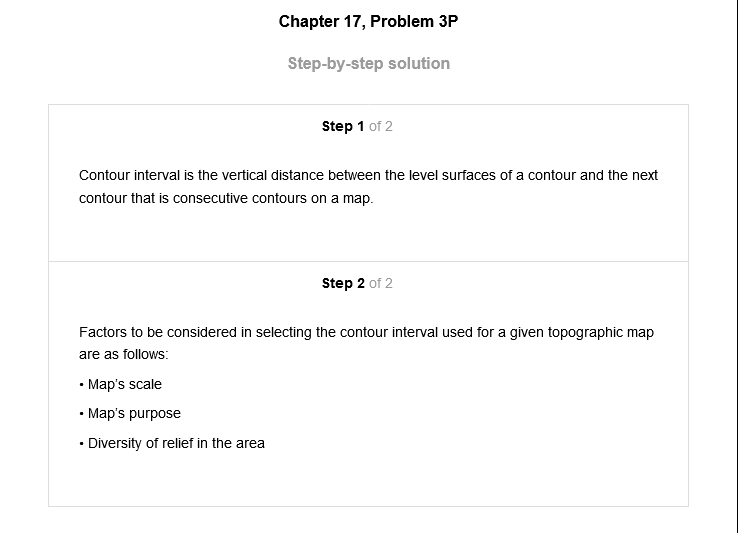 Chapter 17, Problem 3P
Step-by-step solution
Step 1 of 2
Contour interval is the vertical distance between the level surfaces of a contour and the next
contour that is consecutive contours on a map.
Step 2 of 2
Factors to be considered in selecting the contour interval used for a given topographic map
are as follows:
• Map's scale
• Map's purpose
• Diversity of relief in the area